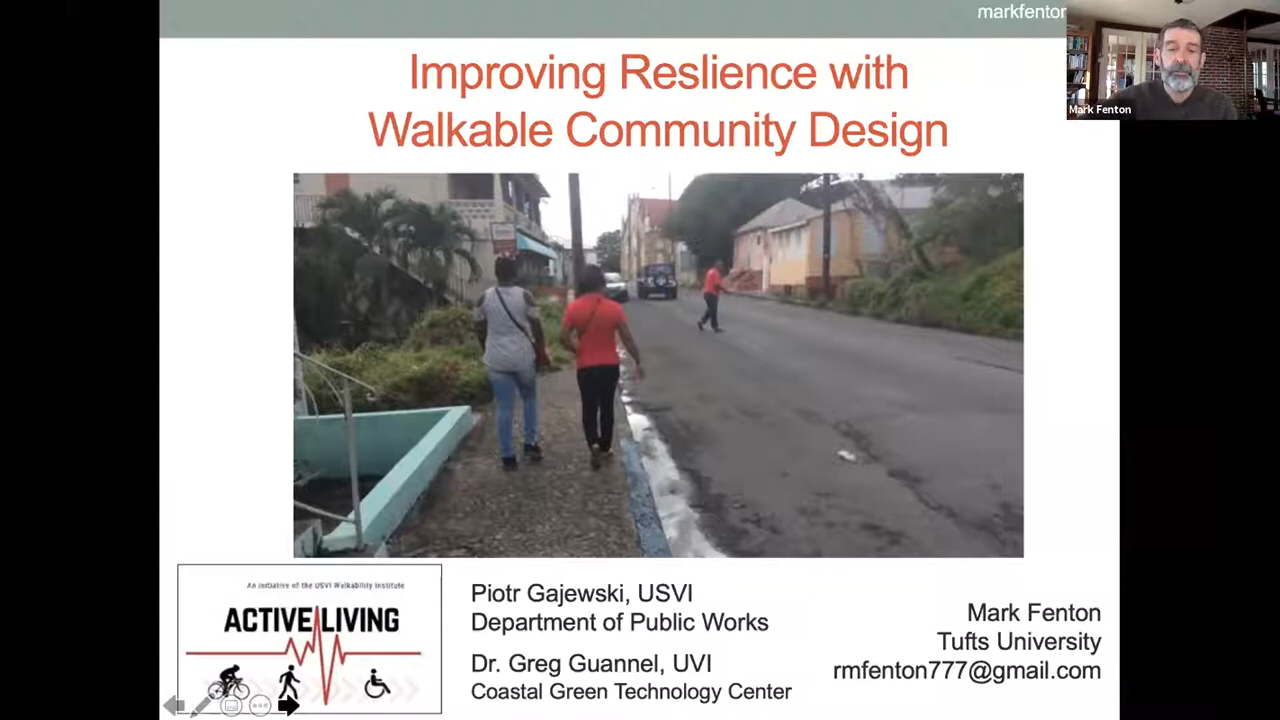 markfenton
Mark Fenton
Improving Reslience with
Walkable Community Design
An initiative of the USVI Walkability Institute
ACTIVE LIVING
Piotr Gajewski, USVI
Department of Public Works
Dr. Greg Guannel, UVI
Coastal Green Technology Center
Mark Fenton
Tufts University
rmfenton777@gmail.com